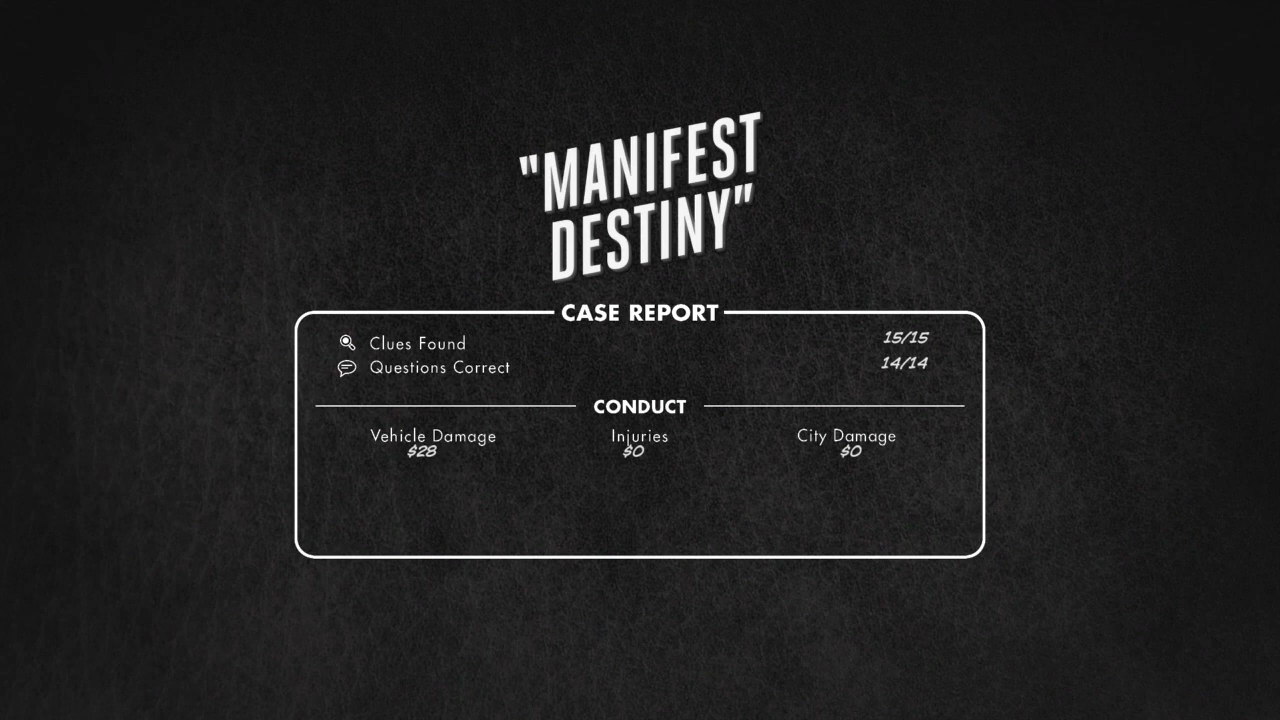 "MANIFEST
DESTINY"
CASE REPORT
Clues Found 15/15
Questions Correct 14/14
CONDUCT
Vehicle Damage Injuries City Damage
$28 $0 $0